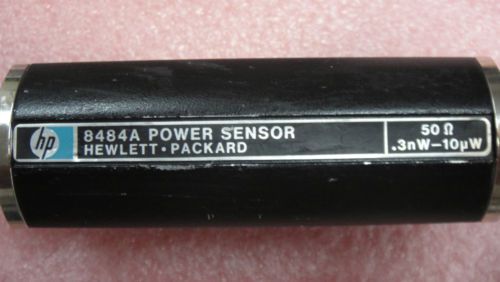 hp
8484A POWER SENSOR
HEWLETT • PACKARD
50 Ω
.3nW–10μW